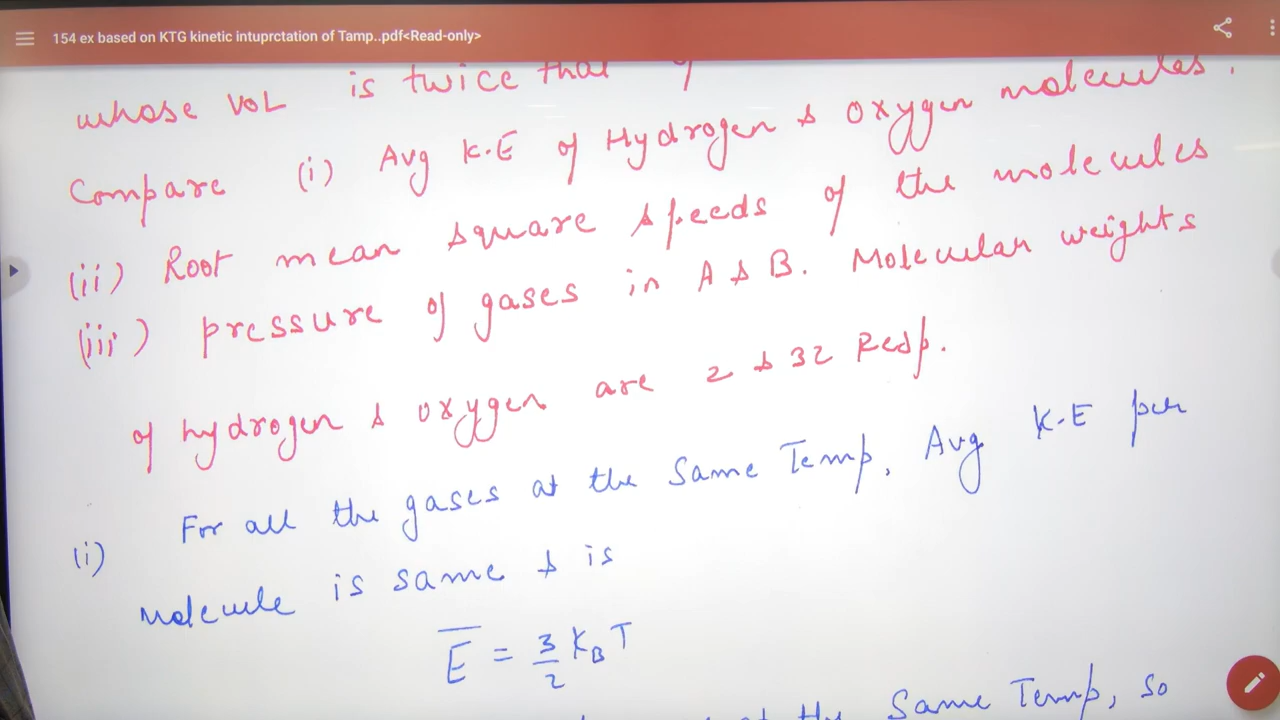 154 ex based on KTG kinetic intuprctation of Tamp..pdf<Read-only>
whose VOL is twice that of
Compare (i) Avg K.E of Hydrogen & oxygen molecules.
(ii) Root mean square speeds of the molecules
(iii) pressure of gases in A & B. Molecular weights
of hydrogen & oxygen are 2 & 32 Resp.
(i) For all the gases at the Same Temp, Avg K.E per
molecule is same & is
E̅ = 3/2 K_B T
at the Same Temp, so